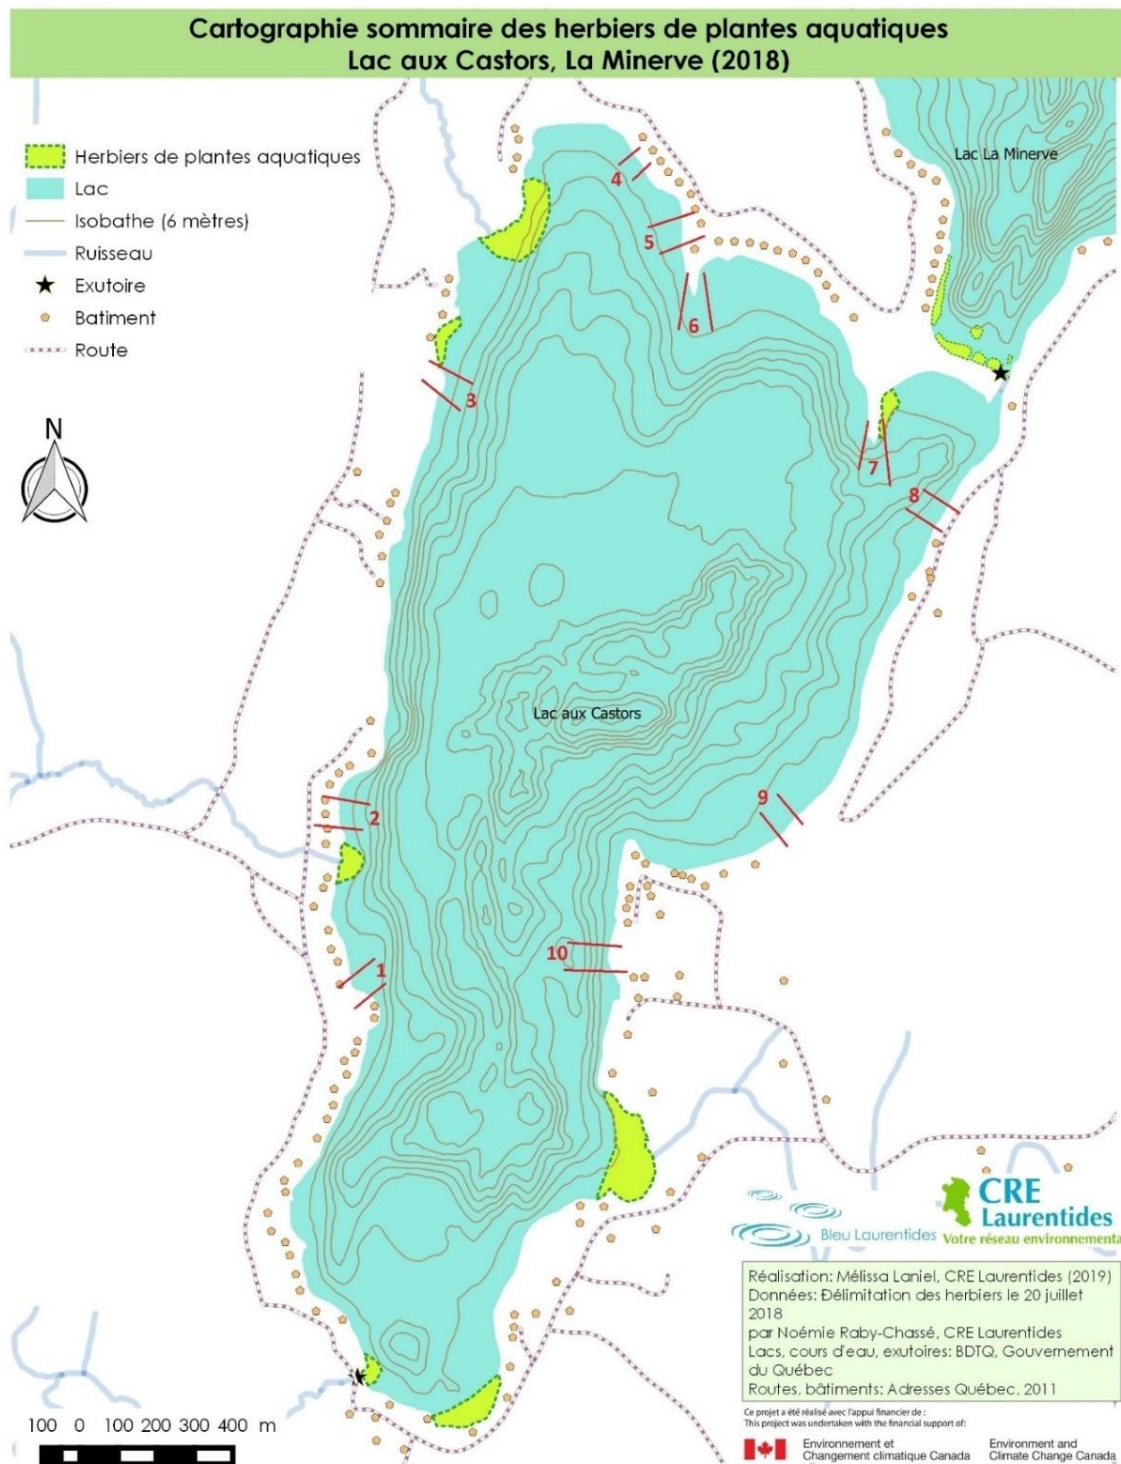 Cartographie sommaire des herbiers de plantes aquatiques
Lac aux Castors, La Minerve (2018)
Herbiers de plantes aquatiques
Lac
Isobathe (6 mètres)
Ruisseau
Exutoire
Batiment
Route
N
Lac La Minerve
4
5
6
3
7
8
Lac aux Castors
9
2
10
1
CRE
Laurentides
Bleu Laurentides
Votre réseau environnementa
Réalisation: Mélissa Laniel, CRE Laurentides (2019)
Données: Délimitation des herbiers le 20 juillet
2018
par Noémie Raby-Chassé, CRE Laurentides
Lacs, cours d'eau, exutoires: BDTQ, Gouvernement
du Québec
Routes, bâtiments: Adresses Québec, 2011
Ce projet a été réalisé avec l'appui financier de :
This project was undertaken with the financial support of:
Environnement et
Changement climatique Canada
Environment and
Climate Change Canada
100 0 100 200 300 400 m